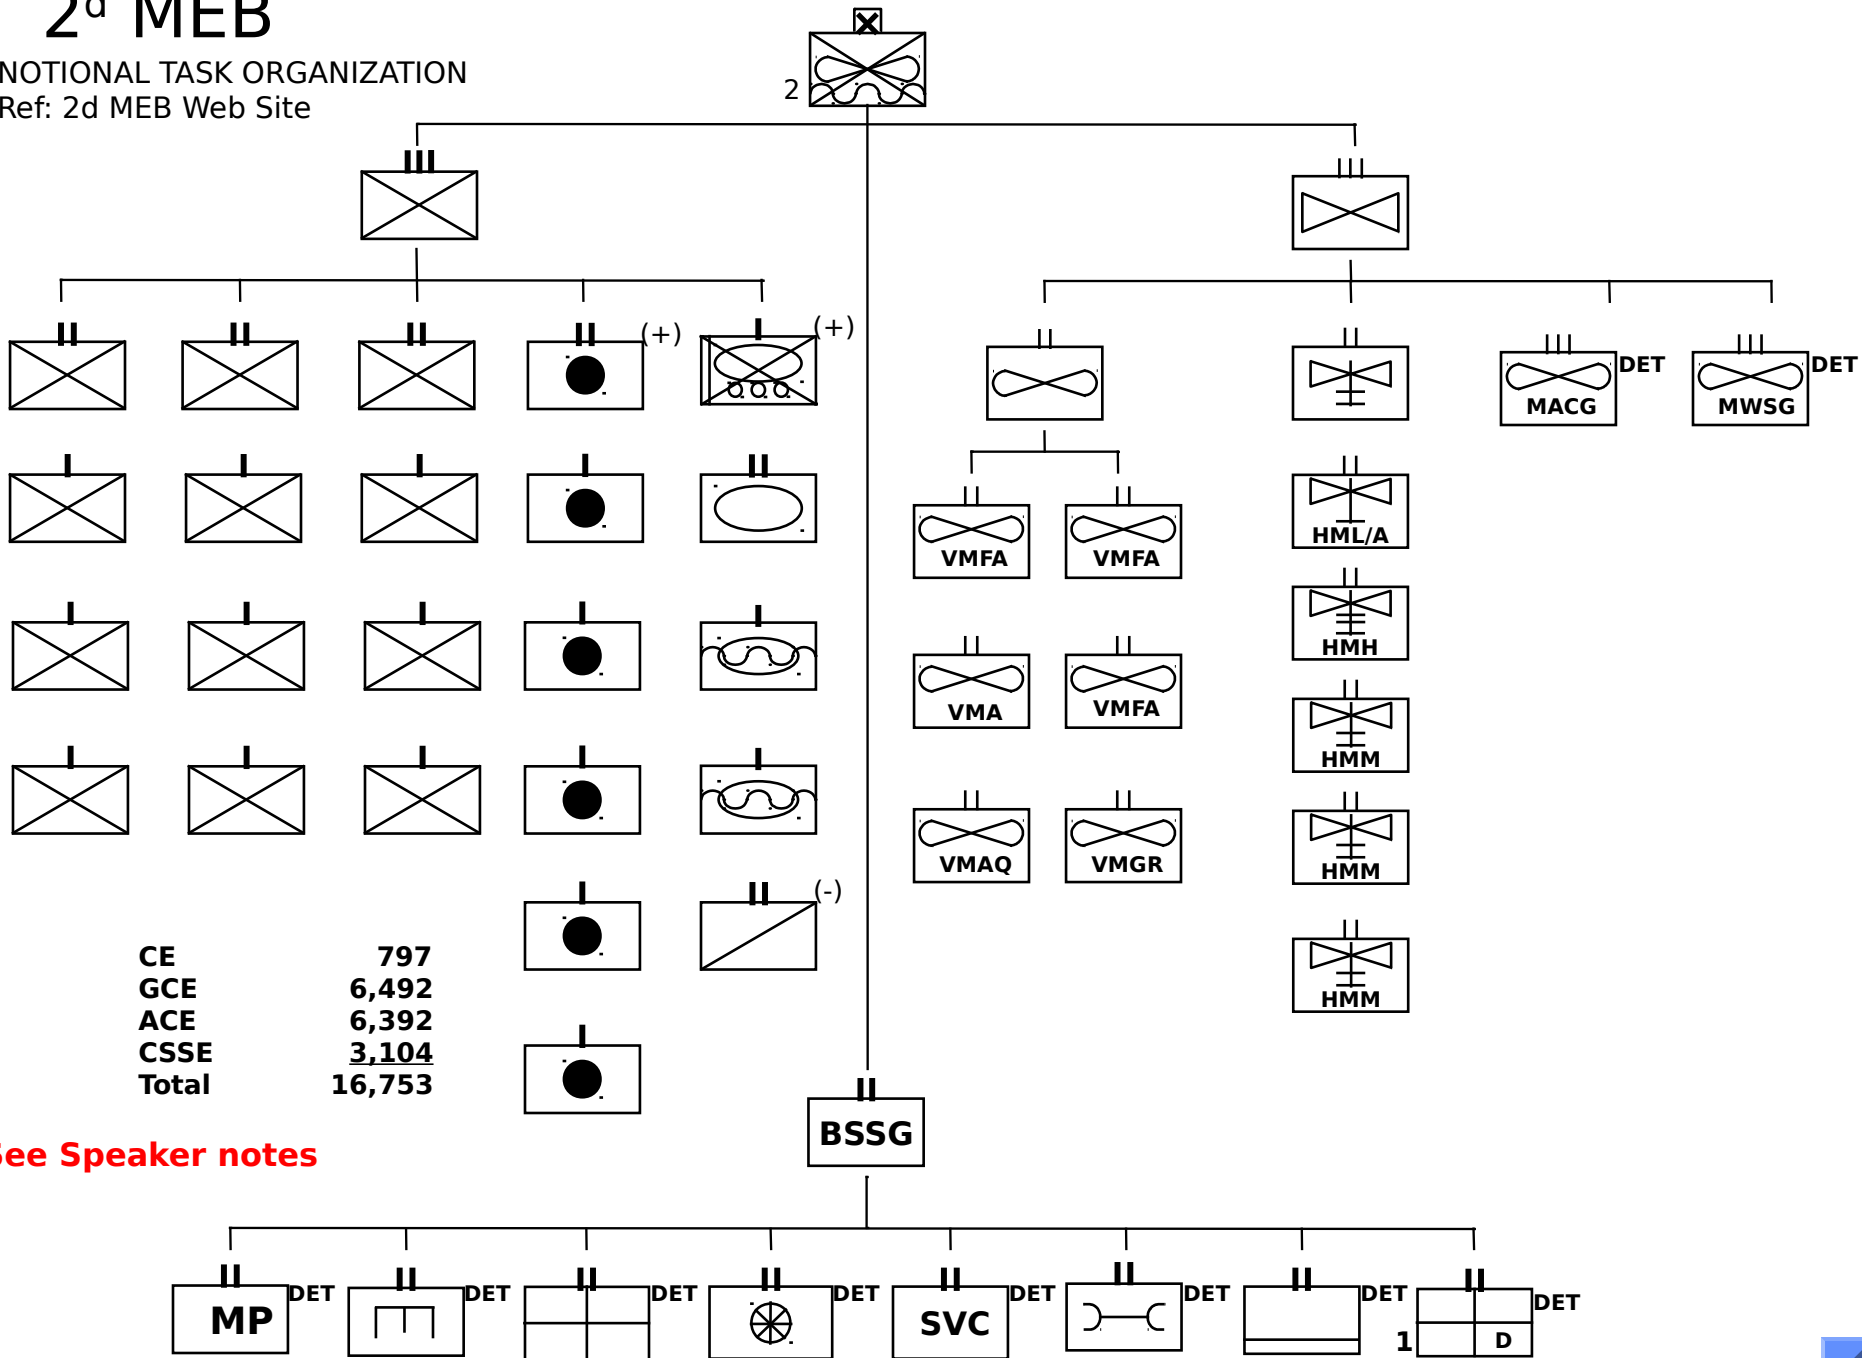 2d MEB
NOTIONAL TASK ORGANIZATION
Ref: 2d MEB Web Site
2
(+)
(+)
DET
DET
MACG
MWSG
HML/A
VMFA
VMFA
HMH
VMA
VMFA
HMM
VMAQ
VMGR
HMM
(-)
HMM
CE 797
GCE 6,492
ACE 6,392
CSSE 3,104
Total 16,753
BSSG
See Speaker notes
DET
DET
DET
DET
DET
DET
DET
DET
MP
SVC
1
D